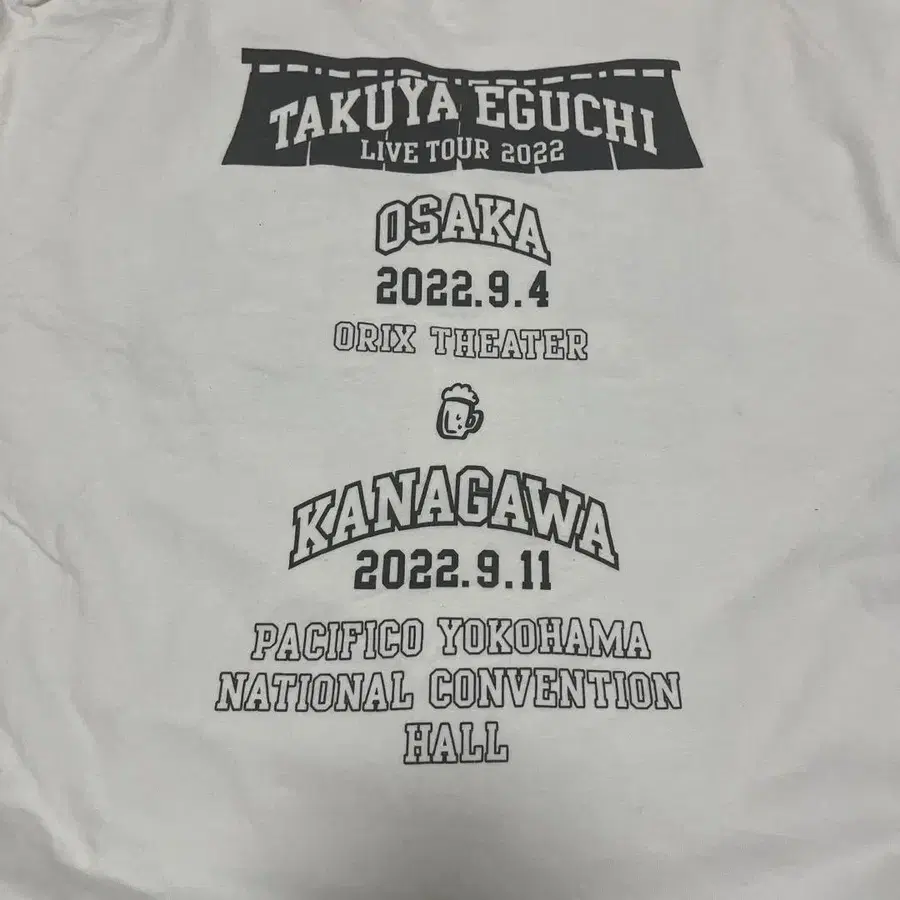 TAKUYA EGUCHI
LIVE TOUR 2022
OSAKA
2022.9.4
ORIX THEATER
KANAGAWA
2022.9.11
PACIFICO YOKOHAMA
NATIONAL CONVENTION
HALL